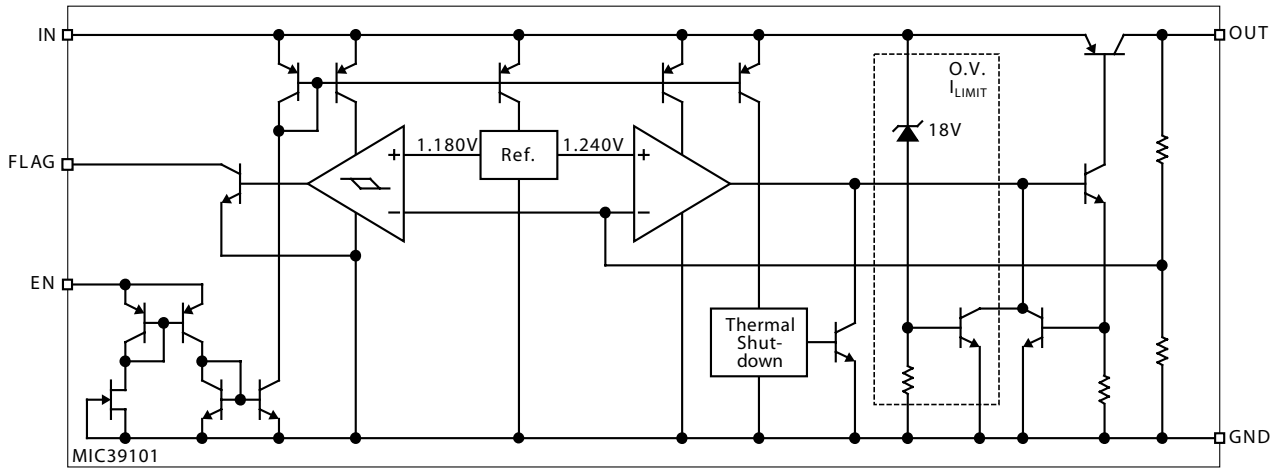 IN
OUT
O.V.
ILIMIT
18V
FLAG
+
1.180V
Ref.
1.240V
+
−
−
EN
Thermal
Shut-
down
GND
MIC39101